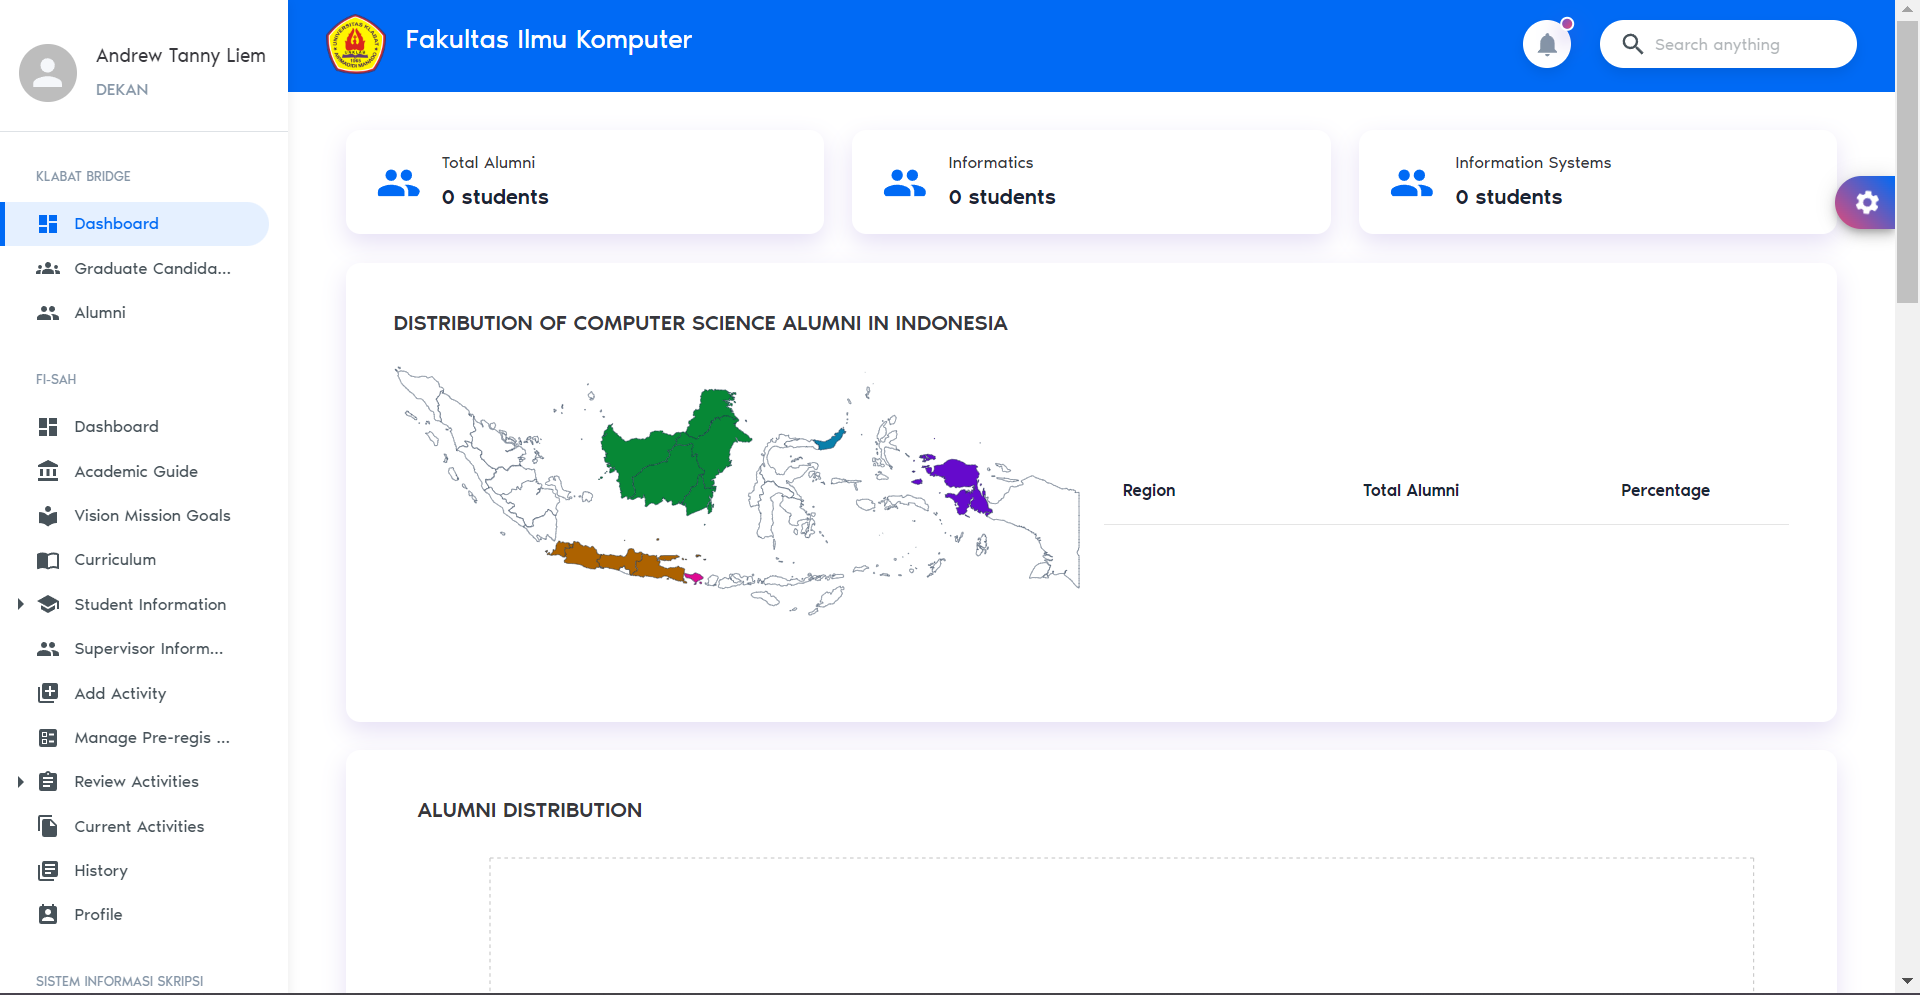 Andrew Tanny Liem
DEKAN
KLABAT BRIDGE
Dashboard
Graduate Candida...
Alumni
FI-SAH
Dashboard
Academic Guide
Vision Mission Goals
Curriculum
Student Information
Supervisor Inform...
Add Activity
Manage Pre-regis ...
Review Activities
Current Activities
History
Profile
SISTEM INFORMASI SKRIPSI
Fakultas Ilmu Komputer
Search anything
Total Alumni
0 students
Informatics
0 students
Information Systems
0 students
DISTRIBUTION OF COMPUTER SCIENCE ALUMNI IN INDONESIA
Region Total Alumni Percentage
ALUMNI DISTRIBUTION